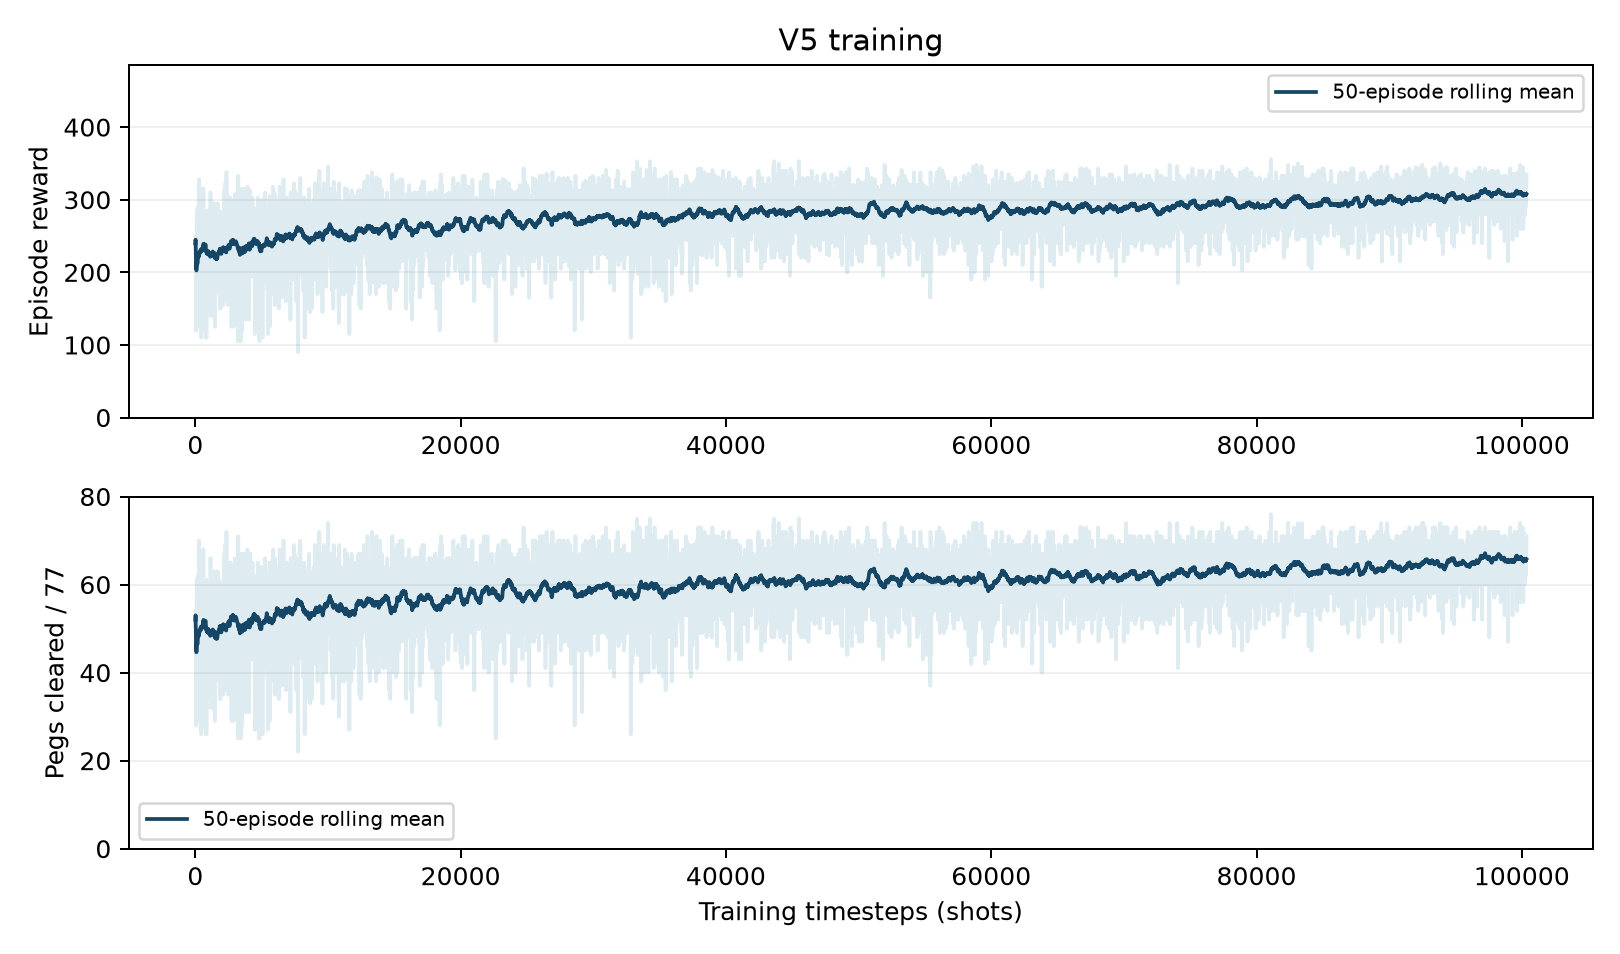 V5 training
50-episode rolling mean
Episode reward
400
300
200
100
0
0 20000 40000 60000 80000 100000
Pegs cleared / 77
80
60
40
20
0
50-episode rolling mean
0 20000 40000 60000 80000 100000
Training timesteps (shots)